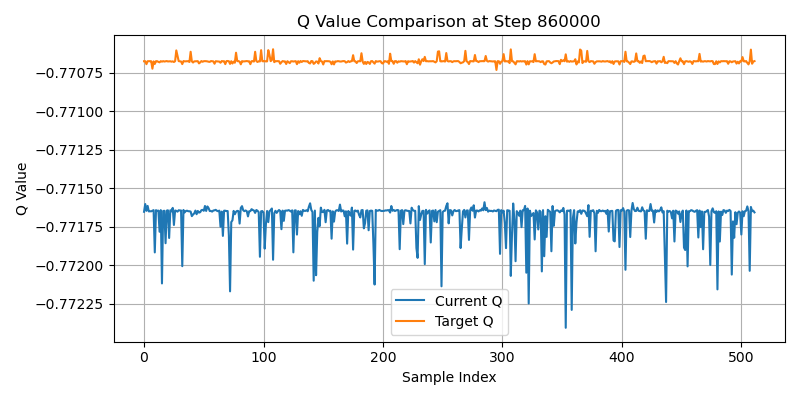 Q Value Comparison at Step 860000
Q Value
−0.77075
−0.77100
−0.77125
−0.77150
−0.77175
−0.77200
−0.77225
Current Q
Target Q
0 100 200 300 400 500
Sample Index